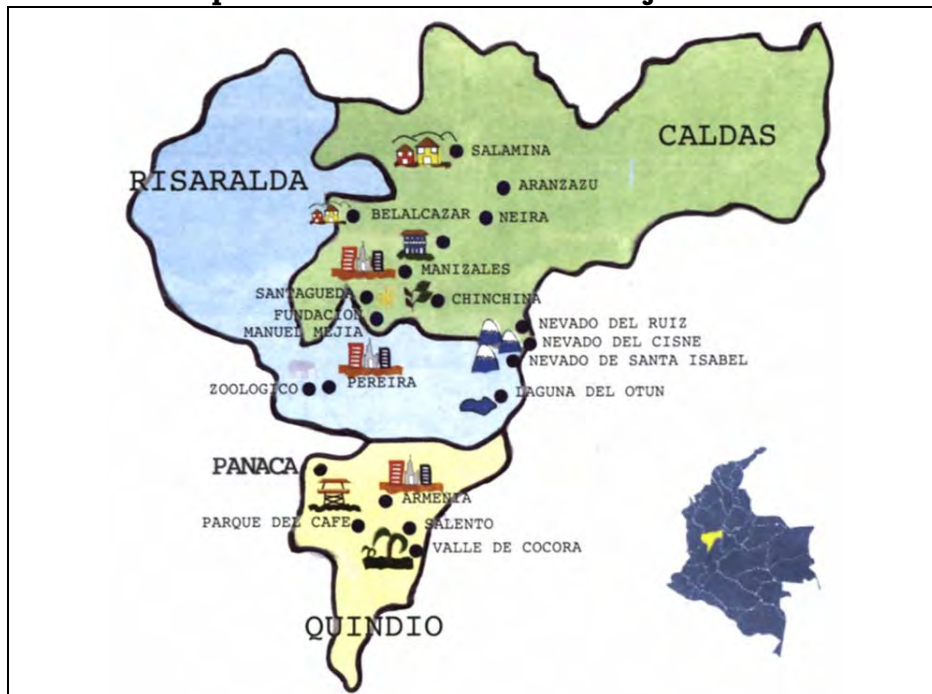 CALDAS
RISARALDA
SALAMINA
ARANZAZU
BELALCAZAR
NEIRA
MANIZALES
SANTAGUEDA
CHINCHINA
FUNDACION
MANUEL MEJIA
NEVADO DEL RUIZ
NEVADO DEL CISNE
NEVADO DE SANTA ISABEL
PEREIRA
ZOOLOGICO
LAGUNA DEL OTUN
PANACA
ARMENIA
PARQUE DEL CAFE
SALENTO
VALLE DE COCORA
QUINDIO